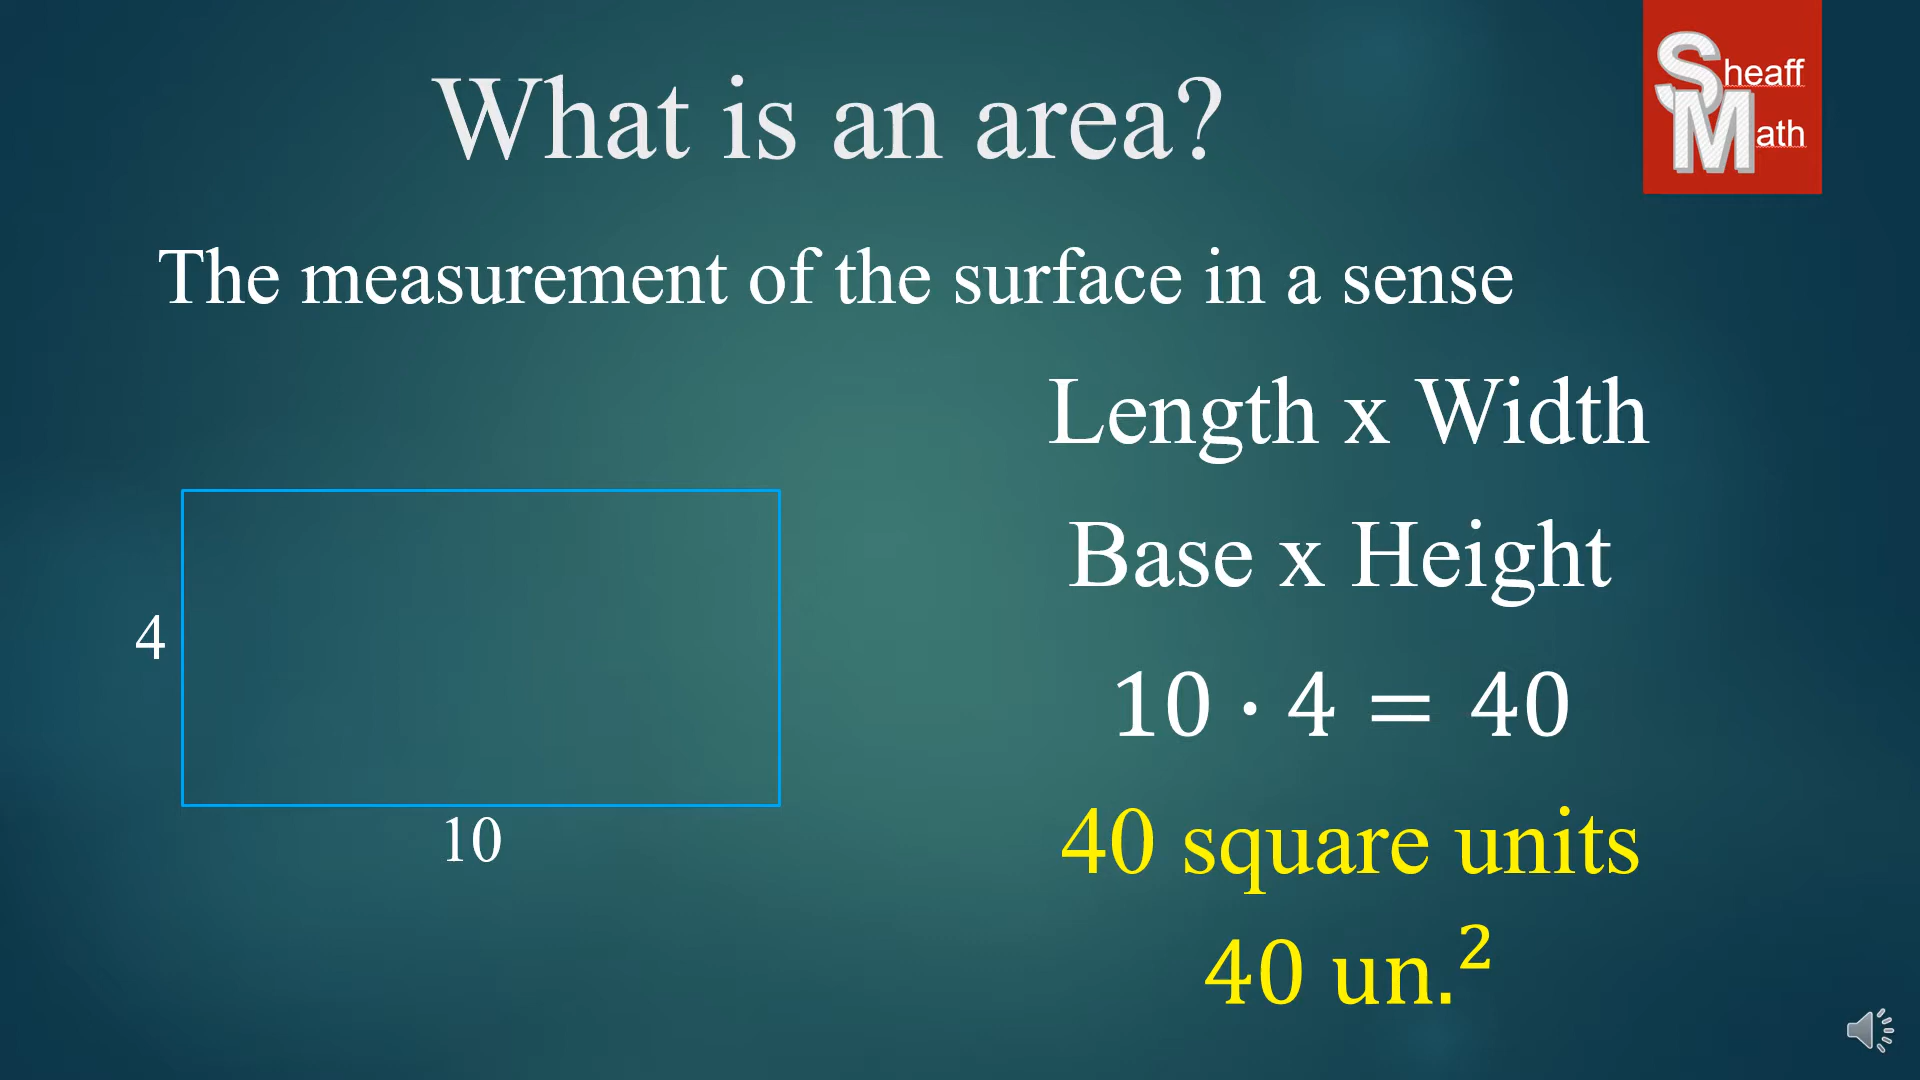 What is an area?
Sheaff
Math
The measurement of the surface in a sense
Length x Width
Base x Height
4
10
10 · 4 = 40
40 square units
40 un.²